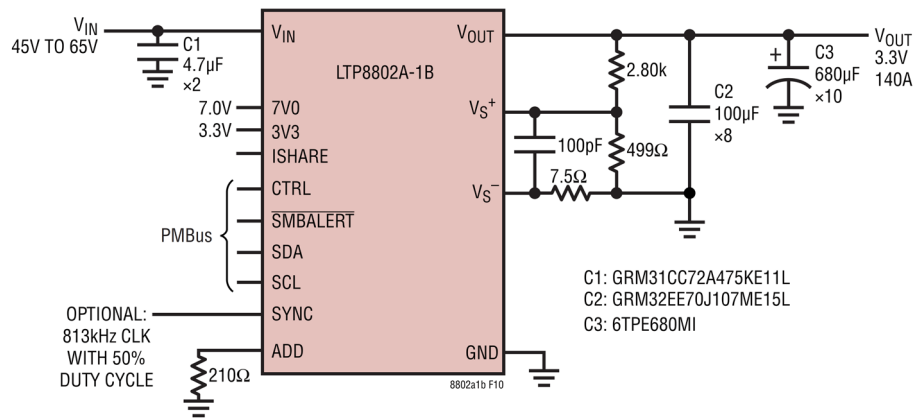 VIN
45V TO 65V
C1
4.7µF
×2
LTP8802A-1B
VIN
VOUT
7.0V
7V0
3.3V
3V3
ISHARE
PMBus
CTRL
SMBALERT
SDA
SCL
OPTIONAL:
813kHz CLK
WITH 50%
DUTY CYCLE
SYNC
ADD
210Ω
VS+
VS–
GND
2.80k
100pF
499Ω
7.5Ω
C2
100µF
×8
+
C3
680µF
×10
VOUT
3.3V
140A
C1: GRM31CC72A475KE11L
C2: GRM32EE70J107ME15L
C3: 6TPE680MI
8802a1b F10